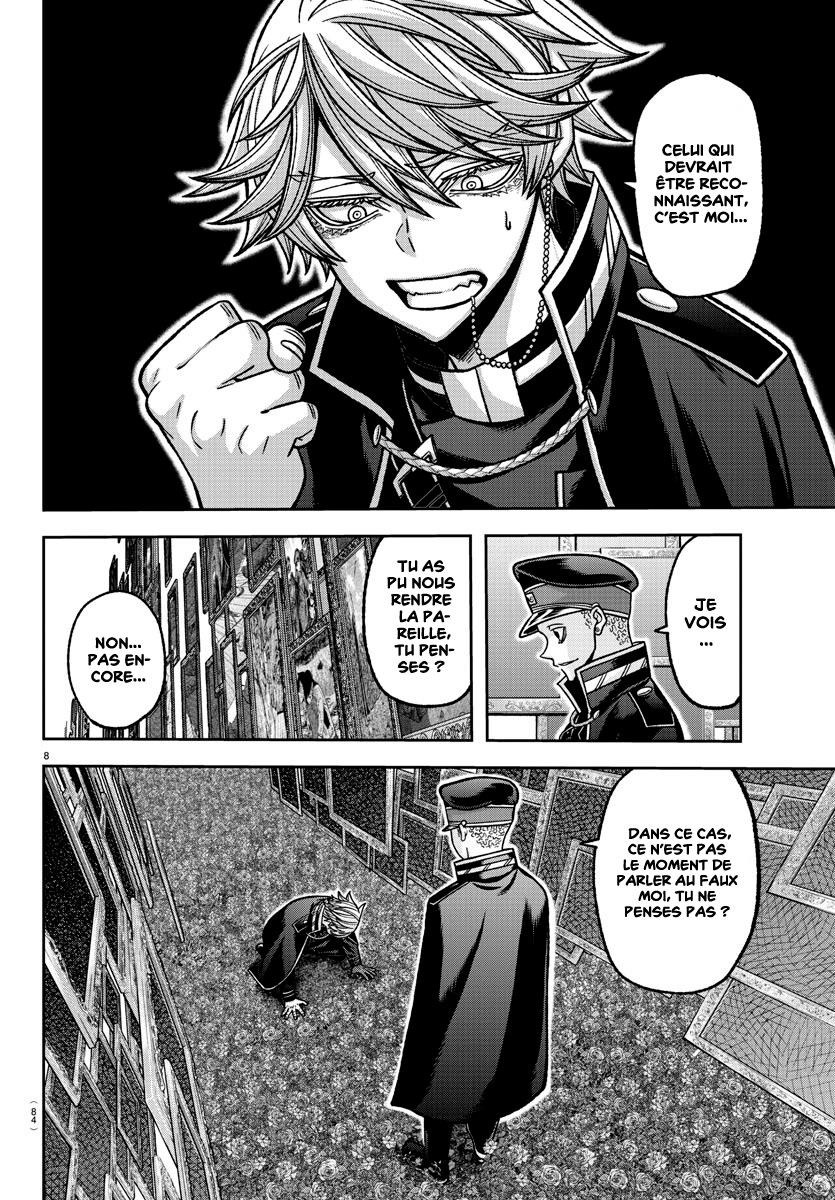 CELUI QUI
DEVRAIT
ÊTRE RECO-
NNAISSANT,
C'EST MOI...
JE
VOIS
...
TU AS
PU NOUS
RENDRE
LA PA-
REILLE,
TU PEN-
SES ?
NON...
PAS EN-
CORE...
8
DANS CE CAS,
CE N'EST PAS
LE MOMENT DE
PARLER AU FAUX
MOI, TU NE
PENSES PAS ?
(84)